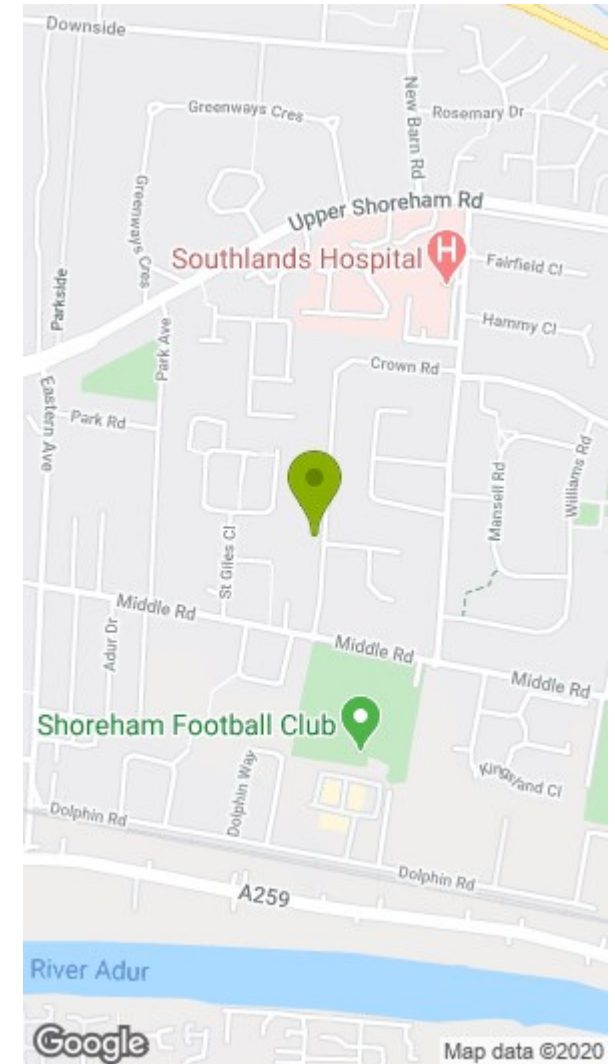 Downside
Greenways Cres
New Barn Rd
Rosemary Dr
Greenways Cres
Upper Shoreham Rd
Southlands Hospital
H
Fairfield Cl
Parkside
Hammy Cl
Park Ave
Crown Rd
Eastern Ave
Park Rd
Williams Rd
Mansell Rd
St Giles Cl
Middle Rd
Adur Dr
Middle Rd
Middle Rd
Shoreham Football Club
Dolphin Way
Kingsland Cl
Dolphin Rd
Dolphin Rd
A259
River Adur
Google
Map data ©2020